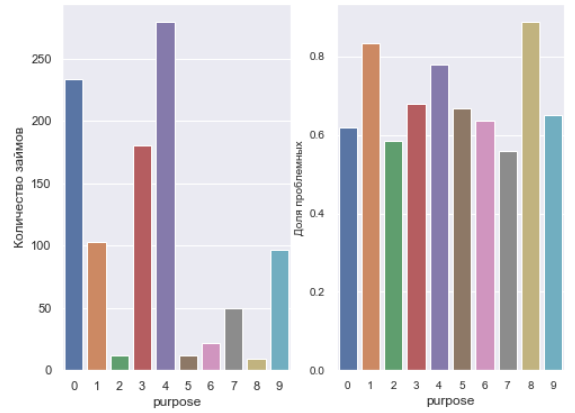 250
200
150
100
50
0
Количество займов
0 1 2 3 4 5 6 7 8 9
purpose
0.8
0.6
0.4
0.2
0.0
Доля проблемных
0 1 2 3 4 5 6 7 8 9
purpose